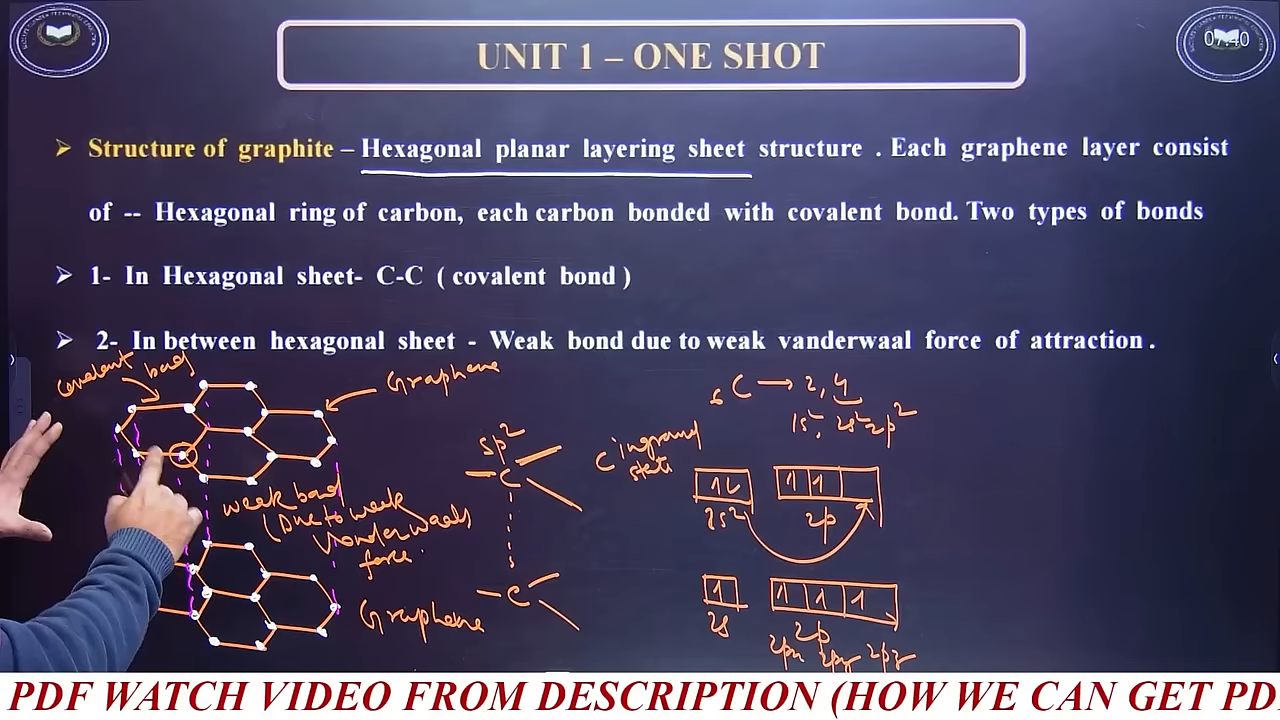 UNIT 1 – ONE SHOT
07:40
➢ Structure of graphite – Hexagonal planar layering sheet structure . Each graphene layer consist
of -- Hexagonal ring of carbon, each carbon bonded with covalent bond. Two types of bonds
➢ 1- In Hexagonal sheet- C-C ( covalent bond )
➢ 2- In between hexagonal sheet - Weak bond due to weak vanderwaal force of attraction .
Covalent bond
Graphene
weak bond
(Due to weak
Vander waals
force.
Graphene
sp²
C
C
₆C → 2, 4
1s², 2s² 2p²
C in ground
state
2s²
2p
2s
2p
2px 2py 2pz
PDF WATCH VIDEO FROM DESCRIPTION (HOW WE CAN GET PD